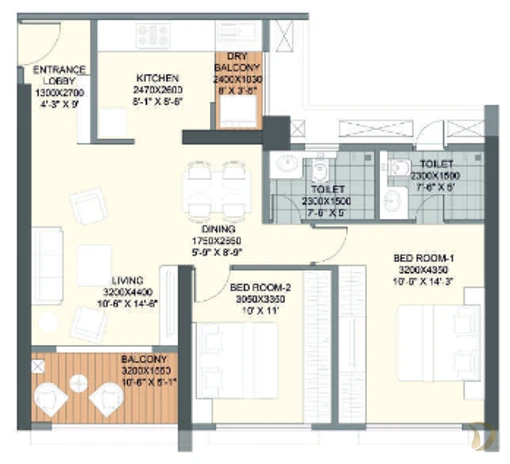 ENTRANCE
LOBBY
1300X2700
4'-3" X 9'
KITCHEN
2470X2600
8'-1" X 8'-6"
DRY
BALCONY
2400X1030
8' X 3'-5"
TOILET
2300X1500
7'-6" X 5'
TOILET
2300X1500
7'-6" X 5'
DINING
1750X2650
5'-9" X 8'-9"
LIVING
3200X4400
10'-6" X 14'-6"
BED ROOM-1
3200X4350
10'-6" X 14'-3"
BED ROOM-2
3050X3350
10' X 11'
BALCONY
3200X1550
10'-6" X 5'-1"